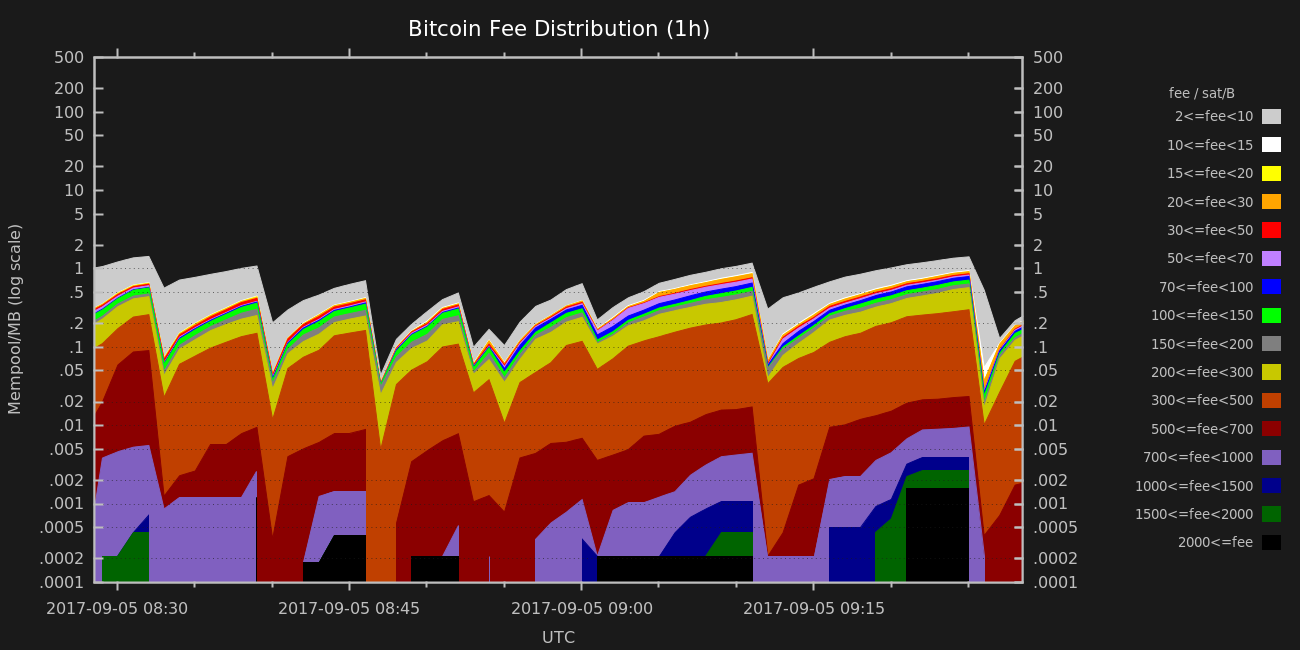 Bitcoin Fee Distribution (1h)
500
200
100
50
20
10
5
2
1
.5
.2
.1
.05
.02
.01
.005
.002
.001
.0005
.0002
.0001
Mempool/MB (log scale)
500
200
100
50
20
10
5
2
1
.5
.2
.1
.05
.02
.01
.005
.002
.001
.0005
.0002
.0001
2017-09-05 08:30
2017-09-05 08:45
2017-09-05 09:00
2017-09-05 09:15
UTC
fee / sat/B
2<=fee<10
10<=fee<15
15<=fee<20
20<=fee<30
30<=fee<50
50<=fee<70
70<=fee<100
100<=fee<150
150<=fee<200
200<=fee<300
300<=fee<500
500<=fee<700
700<=fee<1000
1000<=fee<1500
1500<=fee<2000
2000<=fee